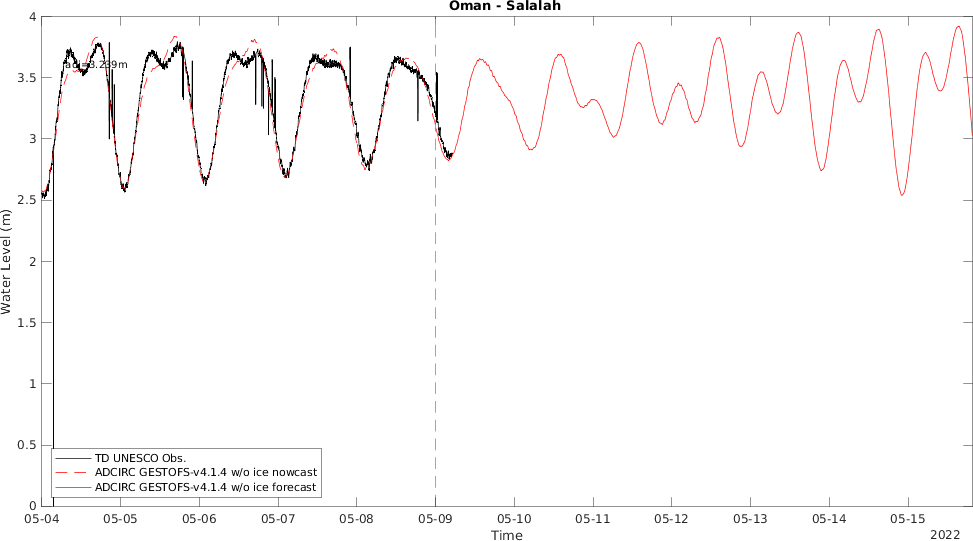 Oman - Salalah
Water Level (m)
4
3.5
3
2.5
2
1.5
1
0.5
0
adj=3.239m
TD UNESCO Obs.
ADCIRC GESTOFS-v4.1.4 w/o ice nowcast
ADCIRC GESTOFS-v4.1.4 w/o ice forecast
05-04 05-05 05-06 05-07 05-08 05-09 05-10 05-11 05-12 05-13 05-14 05-15
Time
2022